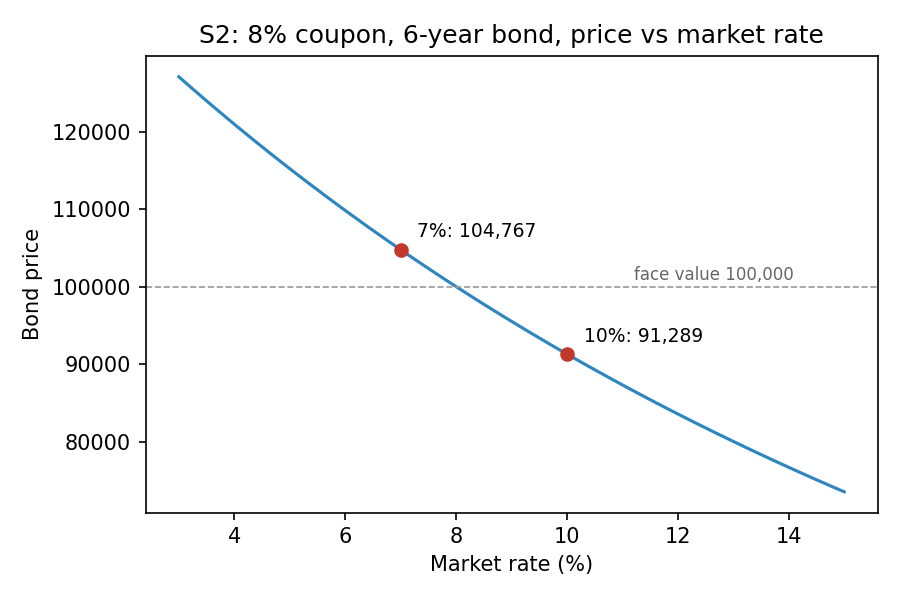 S2: 8% coupon, 6-year bond, price vs market rate
Bond price
120000
110000
100000
90000
80000
7%: 104,767
face value 100,000
10%: 91,289
4 6 8 10 12 14
Market rate (%)